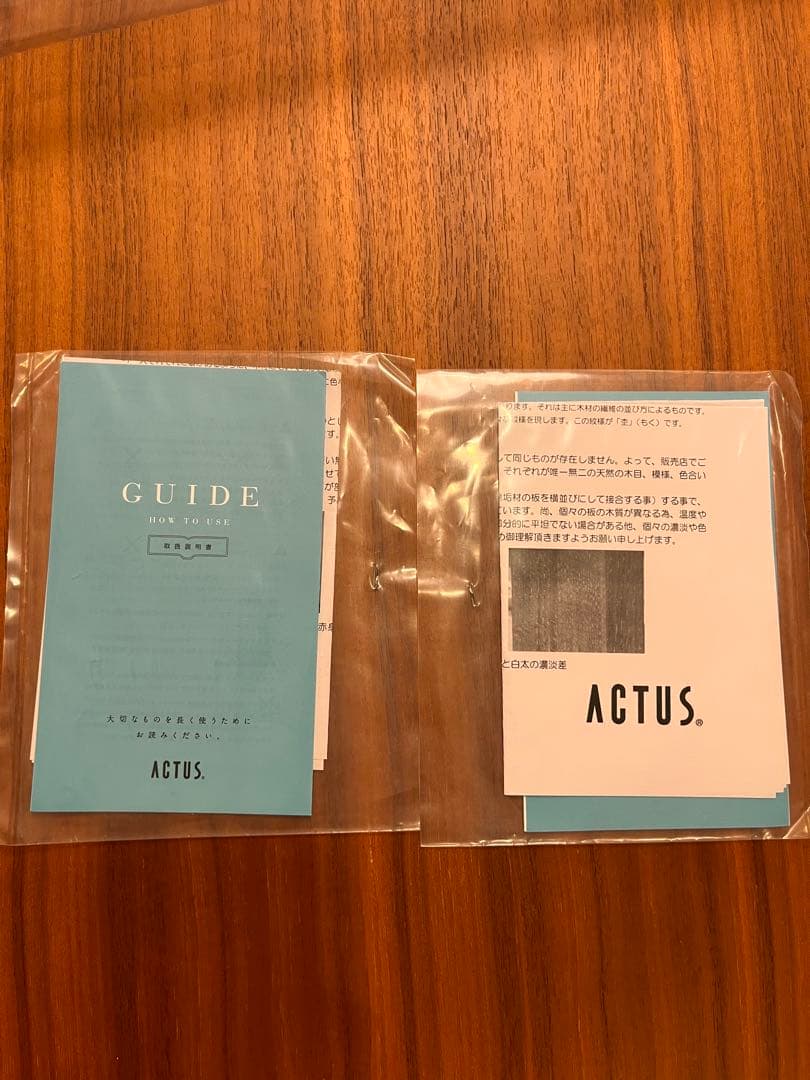 GUIDE
HOW TO USE
取扱説明書
大切なものを長く使うために
お読みください。
ACTUS®
赤身
ります。それは主に木材の繊維の並び方によるものです。
模様を現します。この紋様が「杢」(もく)です。
して同じものが存在しません。よって、販売店でご
それぞれが唯一無二の天然の木目、模様、色合い
垢材の板を横並びにして接合する事)する事で、
ています。尚、個々の板の木質が異なる為、温度や
部分的に平坦でない場合がある他、個々の濃淡や色
御理解頂きますようお願い申し上げます。
と白太の濃淡差
ACTUS®